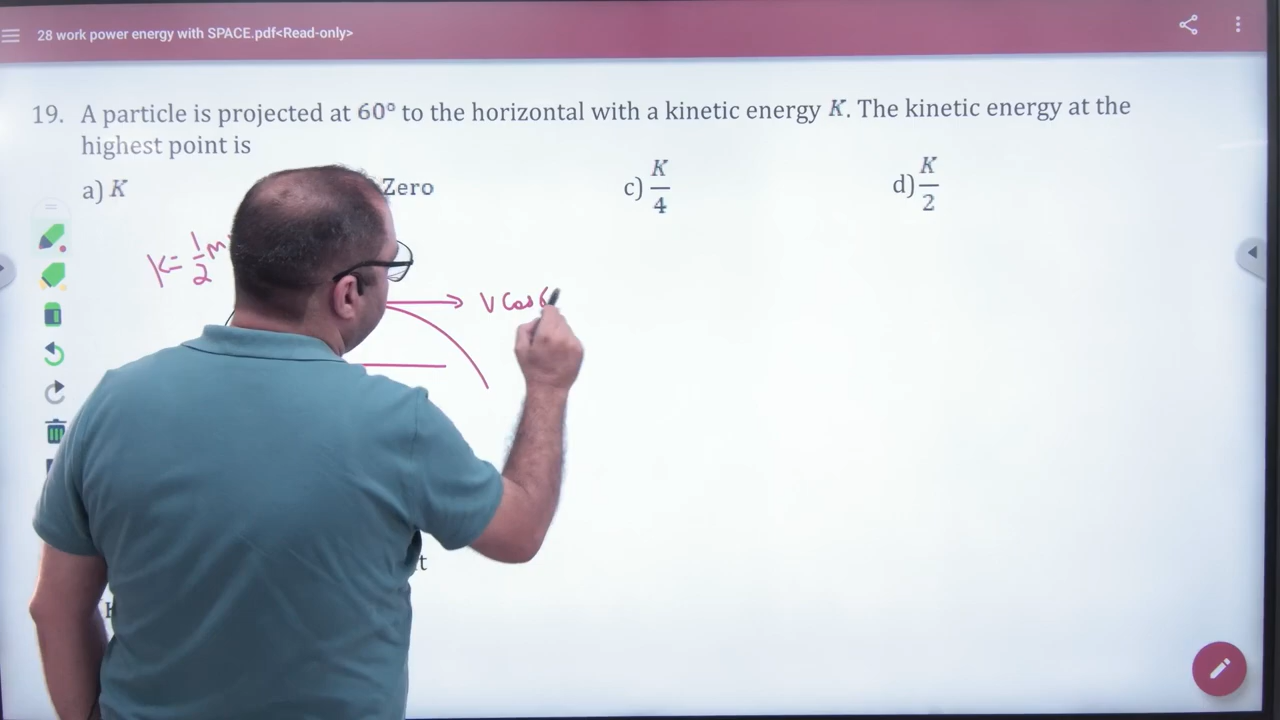 28 work power energy with SPACE.pdf<Read-only>
19. A particle is projected at 60° to the horizontal with a kinetic energy K. The kinetic energy at the
highest point is
a) K Zero c) K/4 d) K/2
K = 1/2 m
V Cos 6
t